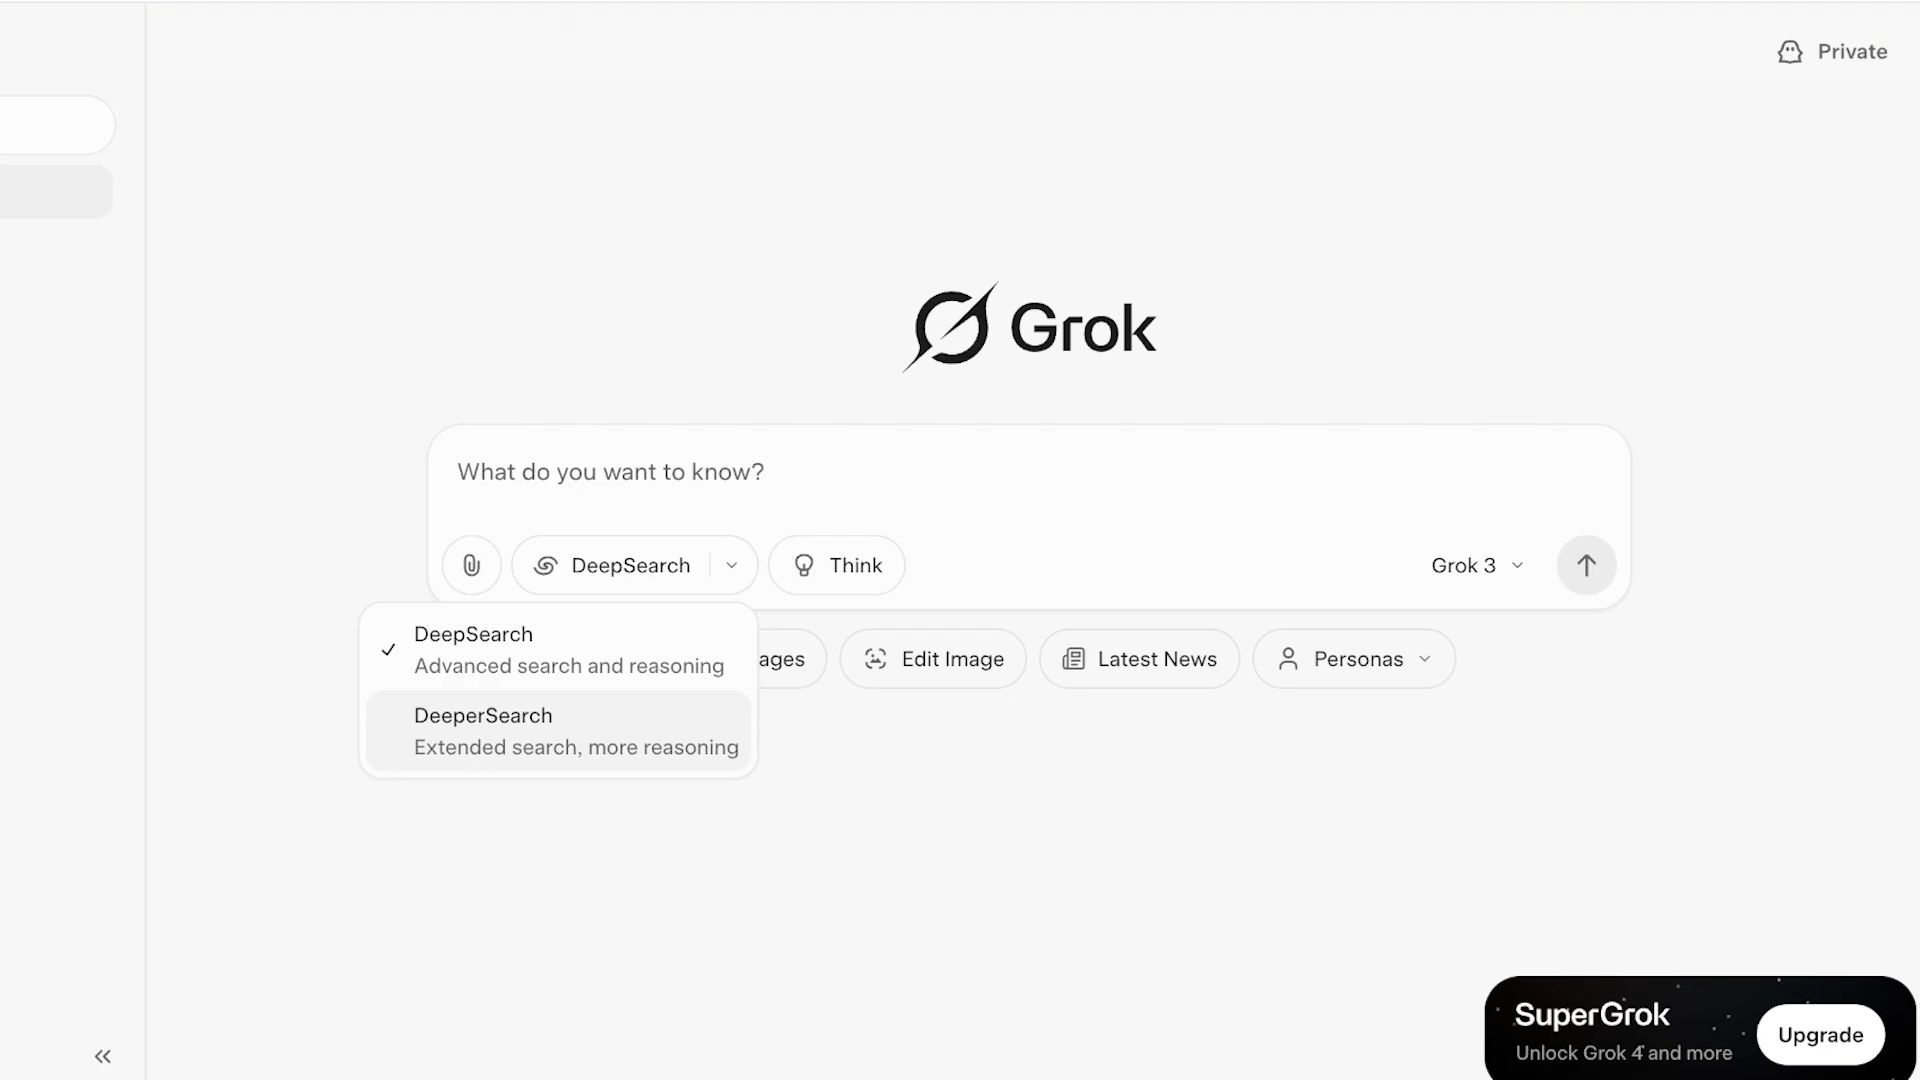 Private
Grok
What do you want to know?
DeepSearch
Think
Grok 3
DeepSearch
Advanced search and reasoning
DeeperSearch
Extended search, more reasoning
ages
Edit Image
Latest News
Personas
SuperGrok
Unlock Grok 4 and more
Upgrade